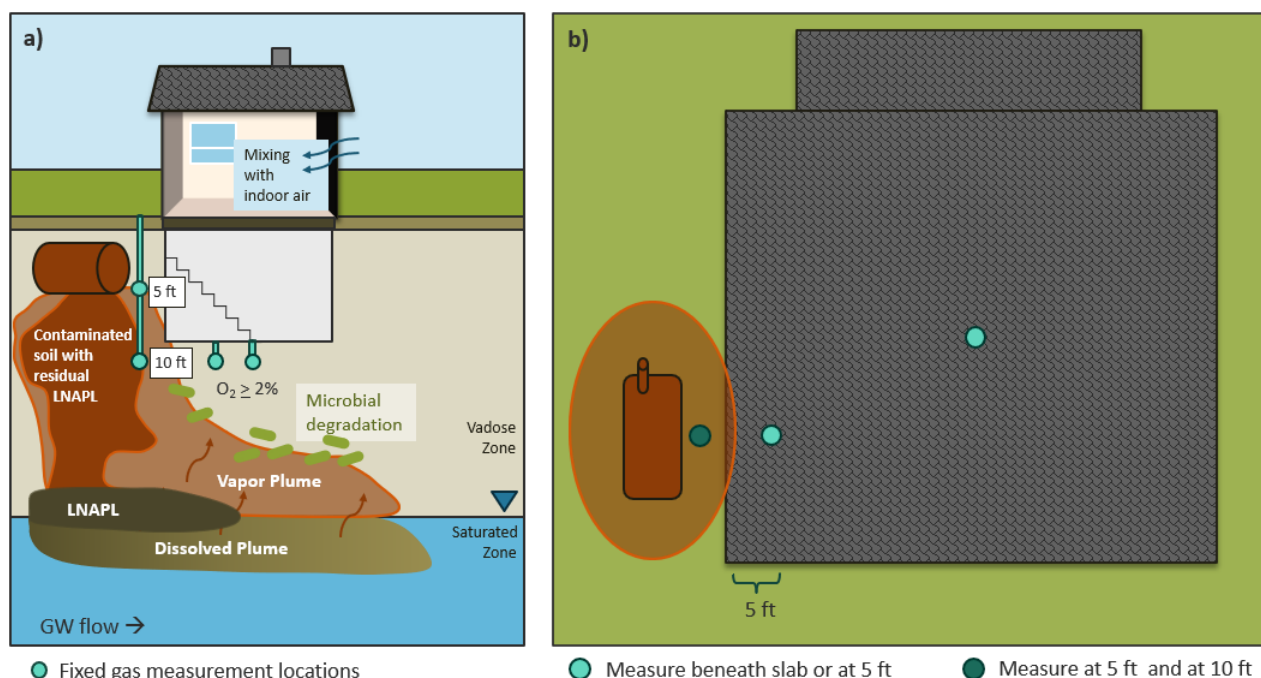 a)
Mixing
with
indoor air
5 ft
Contaminated
soil with
residual
LNAPL
10 ft
O₂ ≥ 2%
Microbial
degradation
Vadose
Zone
Vapor Plume
LNAPL
Saturated
Zone
Dissolved Plume
GW flow →
Fixed gas measurement locations
b)
5 ft
Measure beneath slab or at 5 ft
Measure at 5 ft and at 10 ft